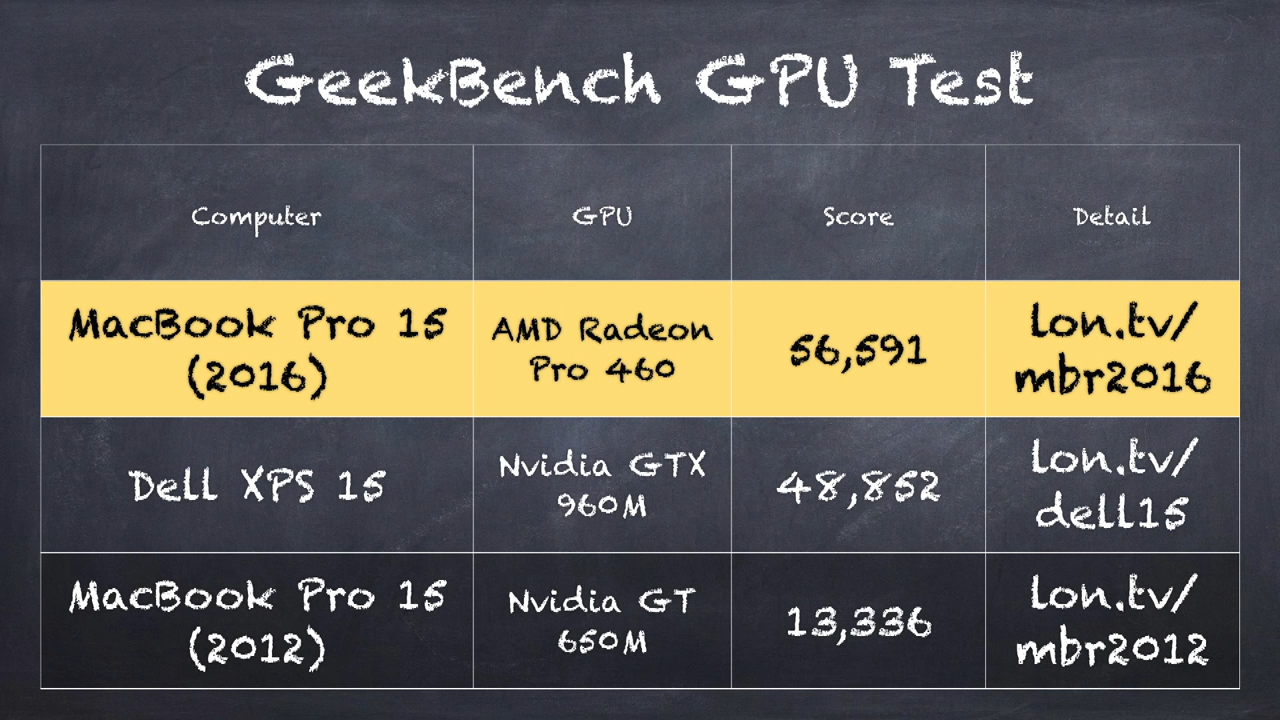 GeekBench GPU Test
Computer GPU Score Detail
MacBook Pro 15
(2016)
AMD Radeon
Pro 460
56,591
lon.tv/
mbr2016
Dell XPS 15
Nvidia GTX
960M
48,852
lon.tv/
dell15
MacBook Pro 15
(2012)
Nvidia GT
650M
13,336
lon.tv/
mbr2012